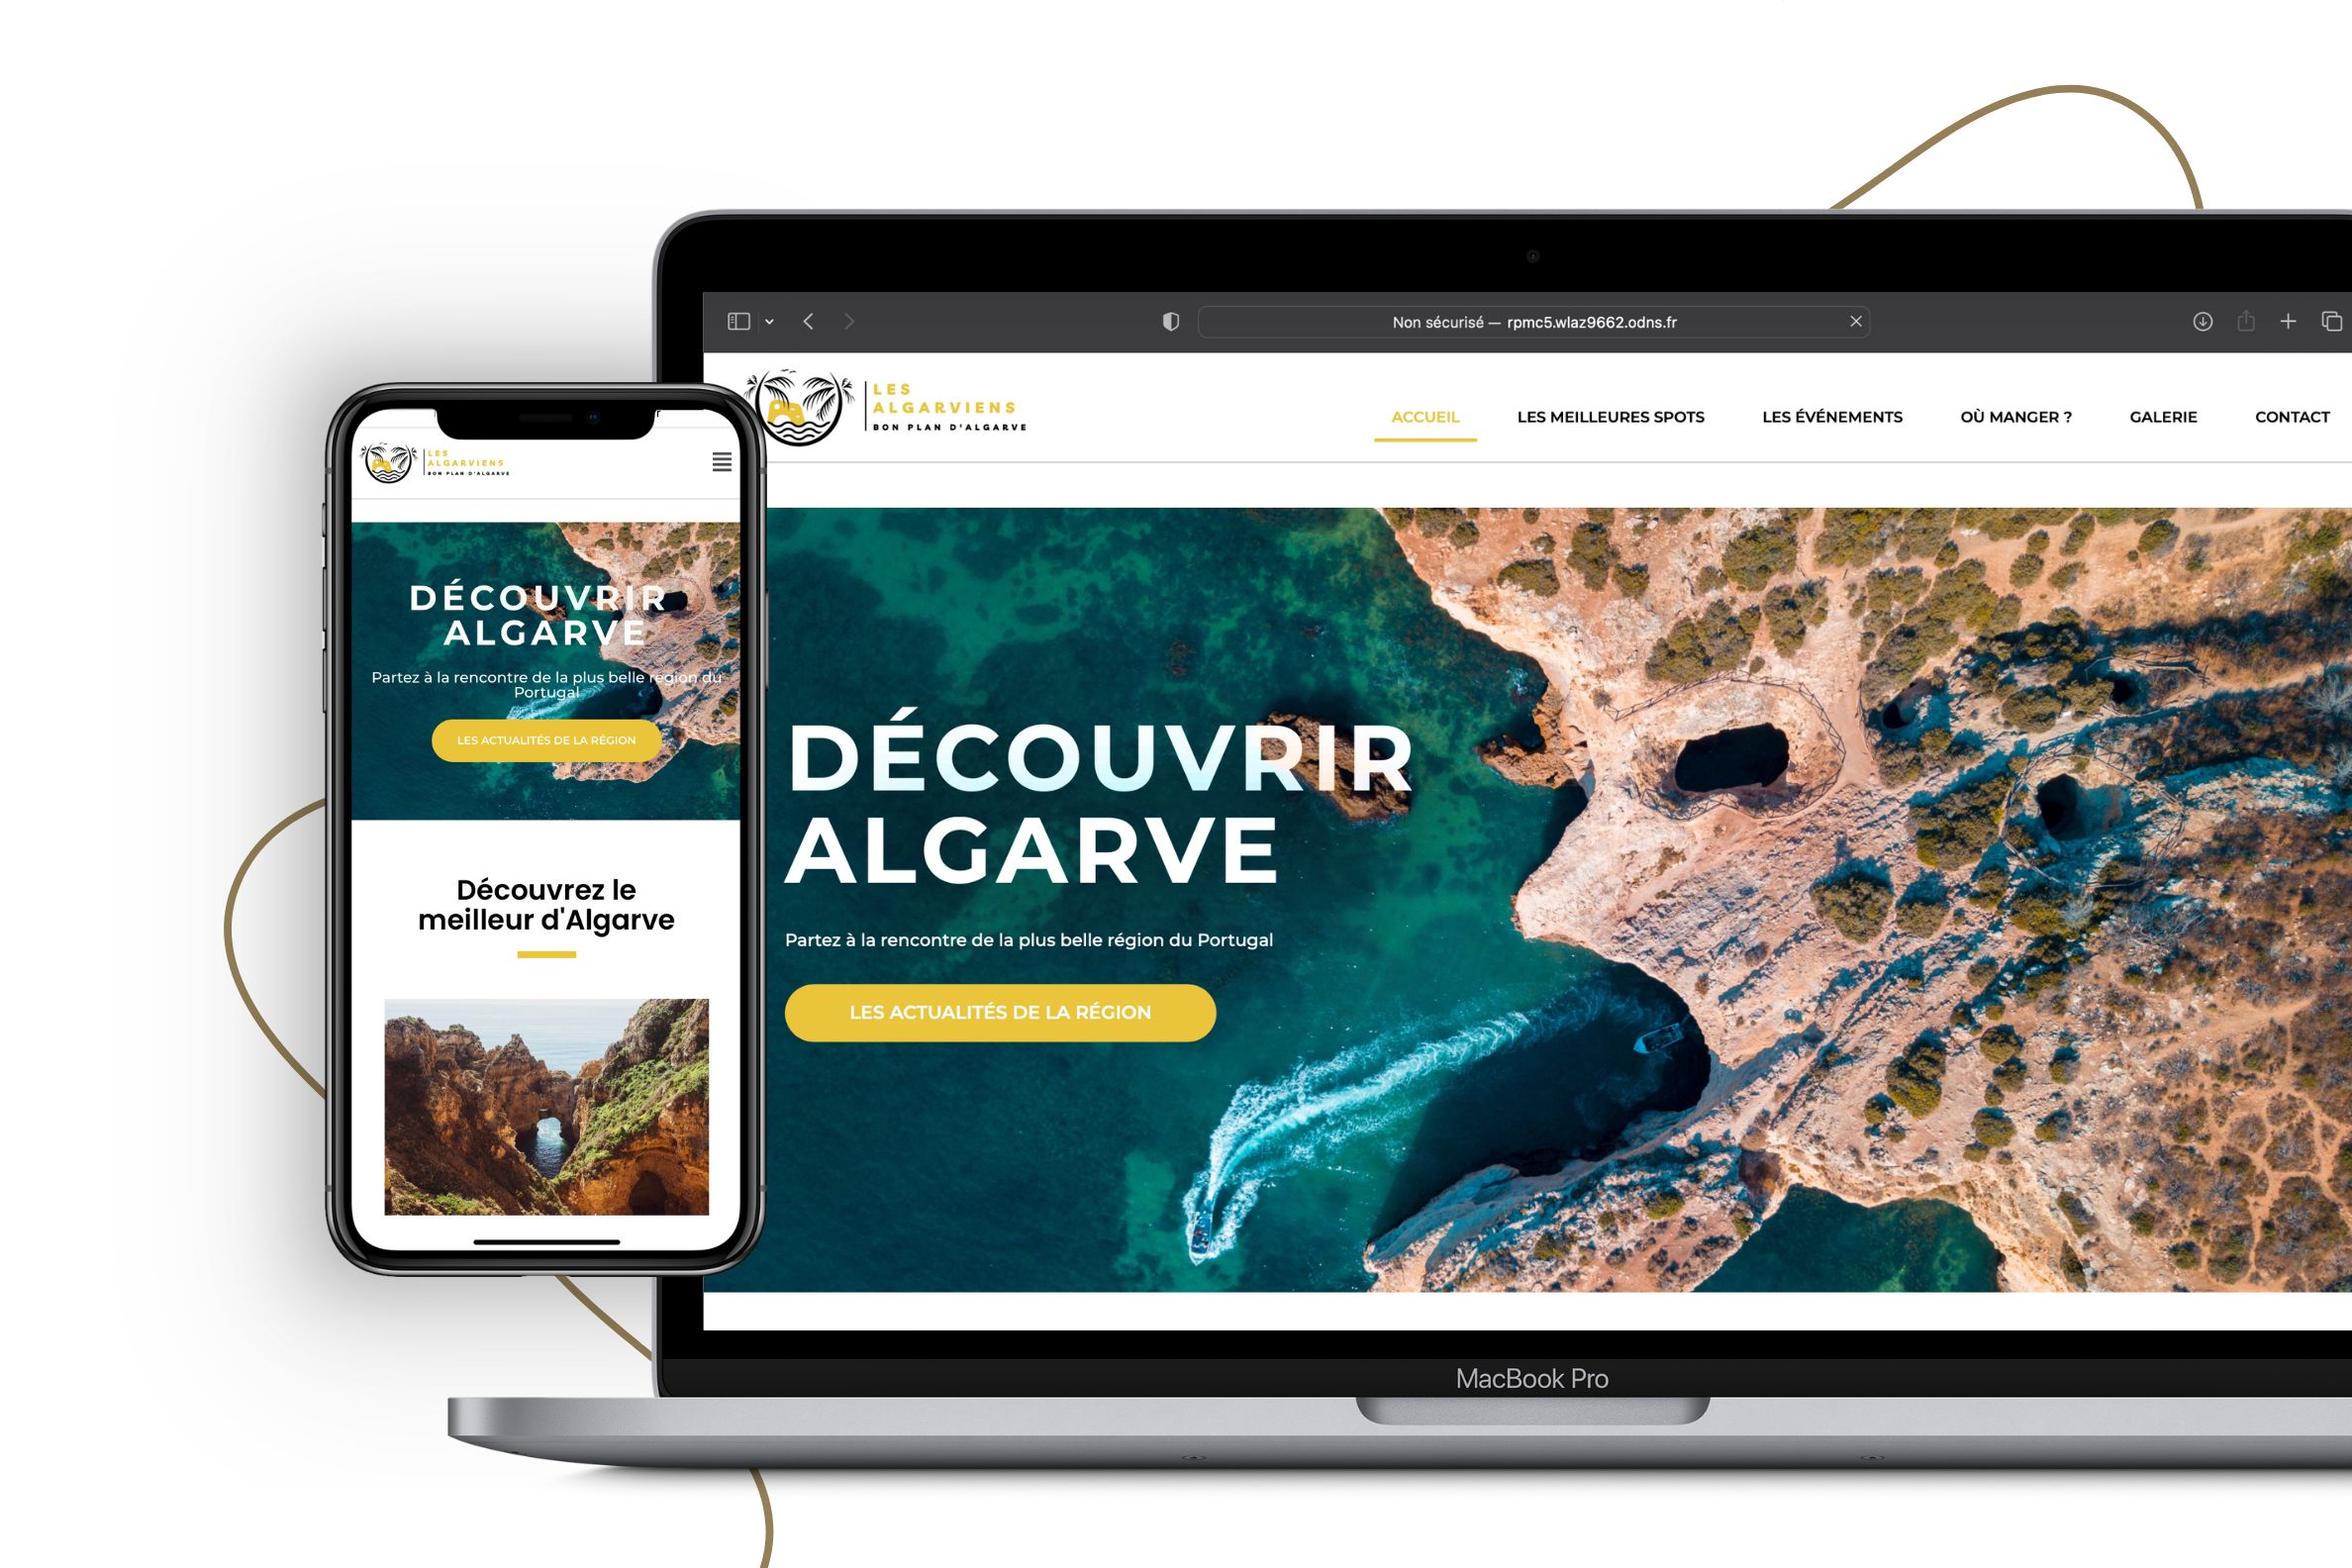 Non sécurisé — rpmc5.wlaz9662.odns.fr
LES
ALGARVIENS
BON PLAN D'ALGARVE
ACCUEIL
LES MEILLEURES SPOTS
LES ÉVÉNEMENTS
OÙ MANGER ?
GALERIE
CONTACT
DÉCOUVRIR
ALGARVE
Partez à la rencontre de la plus belle région du Portugal
LES ACTUALITÉS DE LA RÉGION
MacBook Pro
LES
ALGARVIENS
BON PLAN D'ALGARVE
DÉCOUVRIR
ALGARVE
Partez à la rencontre de la plus belle région du
Portugal
LES ACTUALITÉS DE LA RÉGION
Découvrez le
meilleur d'Algarve